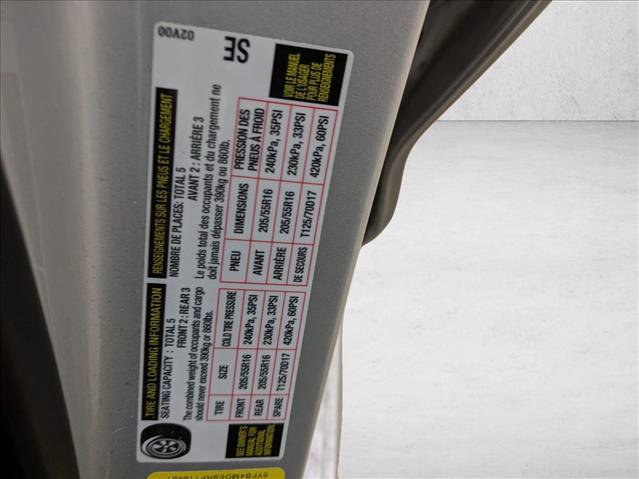 TIRE AND LOADING INFORMATION
SEATING CAPACITY : TOTAL 5
FRONT 2 : REAR 3
The combined weight of occupants and cargo
should never exceed 390kg or 860lb.
TIRE SIZE COLD TIRE PRESSURE
FRONT 205/55R16 240kPa, 35PSI
REAR 205/55R16 230kPa, 33PSI
SPARE T125/70D17 420kPa, 60PSI
SEE OWNER'S
MANUAL FOR
ADDITIONAL
INFORMATION
RENSEIGNEMENTS SUR LES PNEUS ET LE CHARGEMENT
NOMBRE DE PLACES: TOTAL 5
AVANT 2 : ARRIÈRE 3
Le poids total des occupants et du chargement ne
doit jamais dépasser 390kg ou 860lb.
PNEU DIMENSIONS PRESSION DES
PNEUS À FROID
AVANT 205/55R16 240kPa, 35PSI
ARRIÈRE 205/55R16 230kPa, 33PSI
DE SECOURS T125/70D17 420kPa, 60PSI
VOIR LE MANUEL
DE L'USAGER
POUR PLUS DE
RENSEIGNEMENTS
02V00
SE